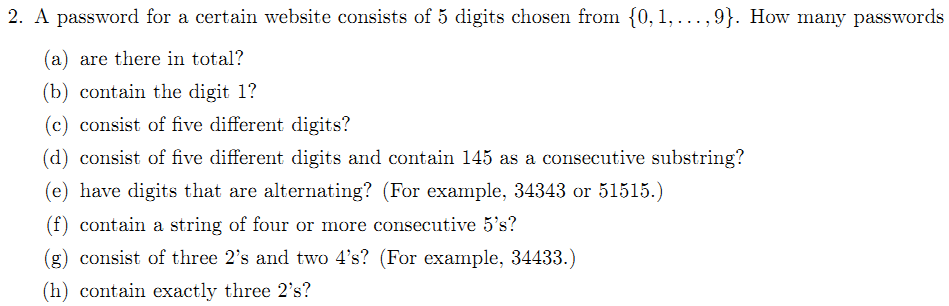 2. A password for a certain website consists of 5 digits chosen from {0, 1, . . . , 9}. How many passwords
(a) are there in total?
(b) contain the digit 1?
(c) consist of five different digits?
(d) consist of five different digits and contain 145 as a consecutive substring?
(e) have digits that are alternating? (For example, 34343 or 51515.)
(f) contain a string of four or more consecutive 5's?
(g) consist of three 2's and two 4's? (For example, 34433.)
(h) contain exactly three 2's?